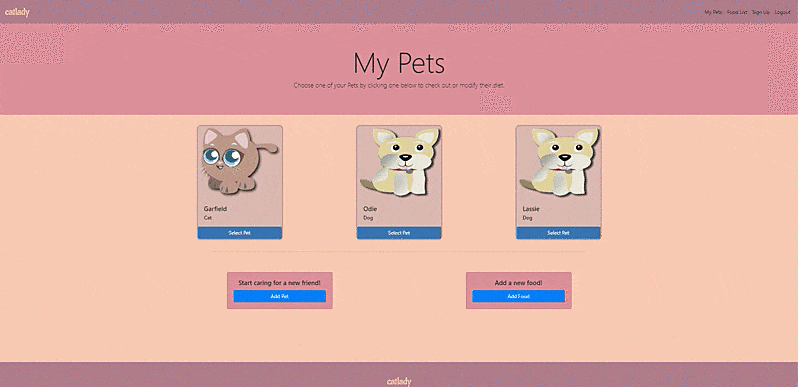 catlady
My Pets Food List Sign Up Logout
My Pets
Choose one of your Pets by clicking one below to check out or modify their diet.
Garfield
Cat
Select Pet
Odie
Dog
Select Pet
Lassie
Dog
Select Pet
Start caring for a new friend!
Add Pet
Add a new food!
Add Food
catlady